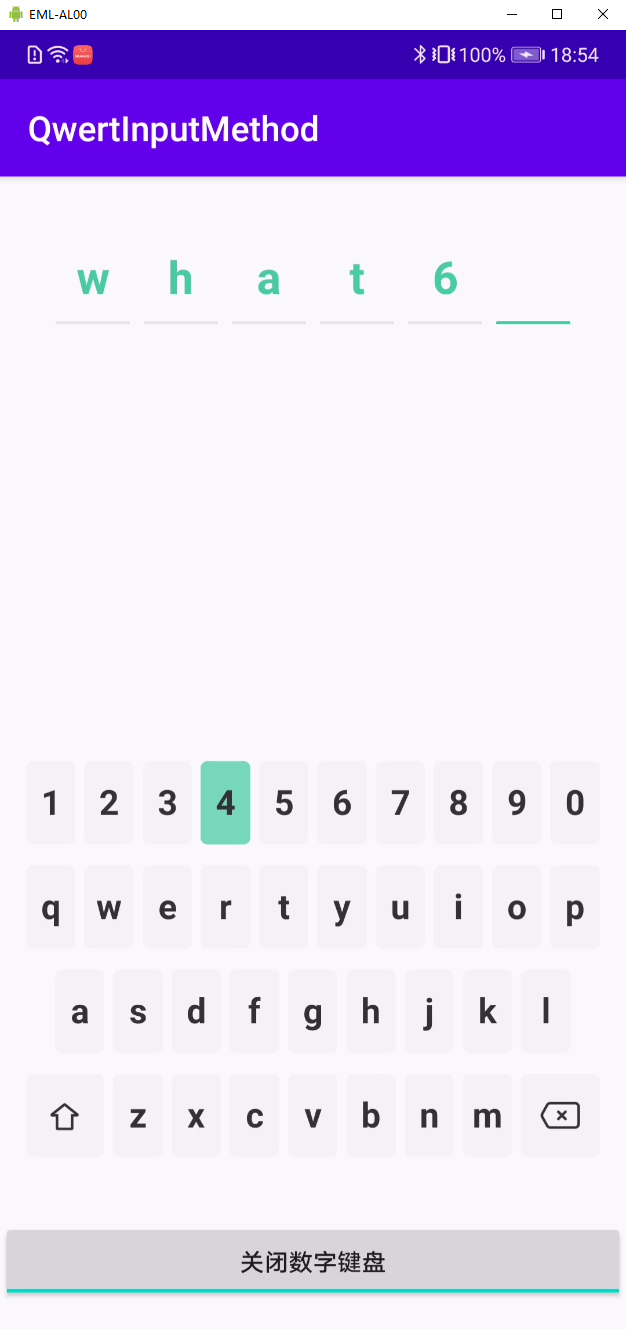 EML-AL00
100% 18:54
QwertInputMethod
w h a t 6
1 2 3 4 5 6 7 8 9 0
q w e r t y u i o p
a s d f g h j k l
z x c v b n m
关闭数字键盘